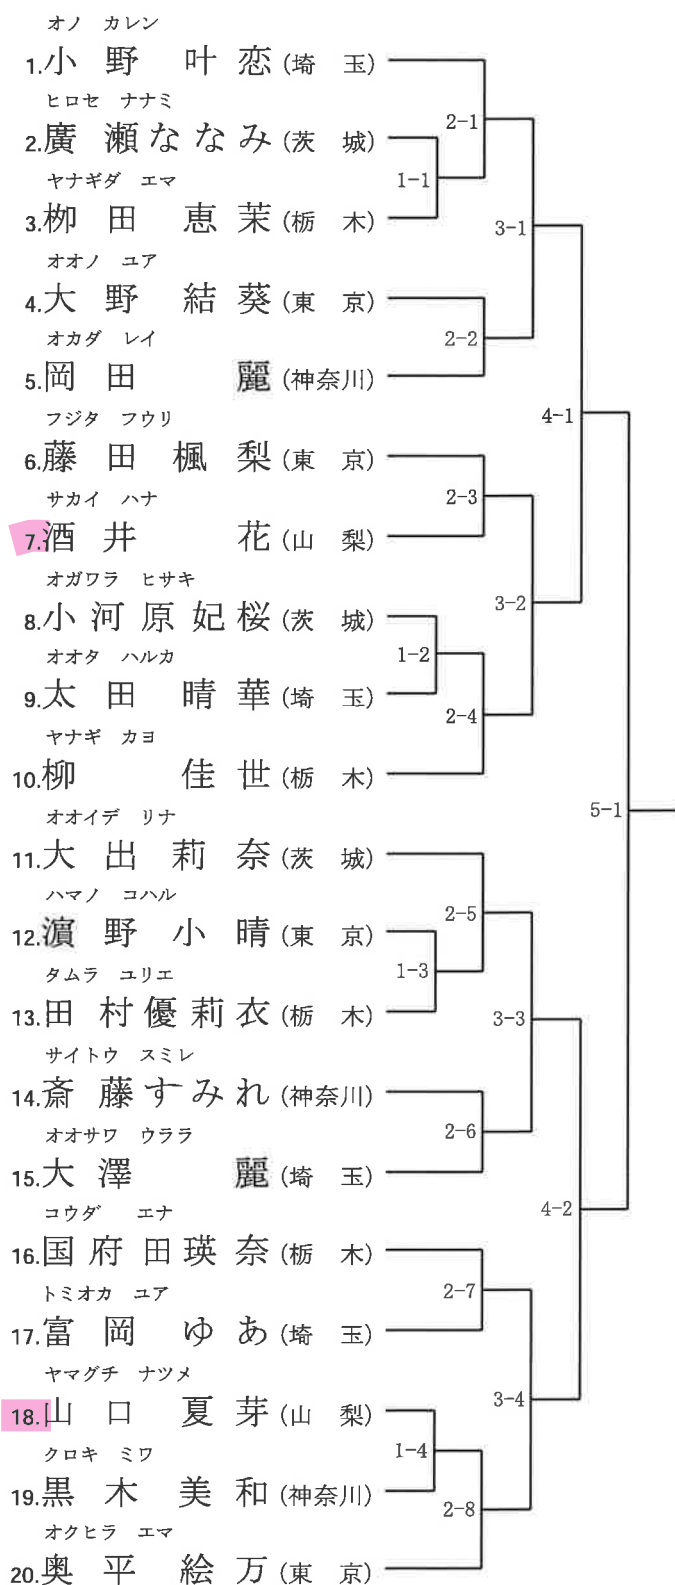 オノ カレン
1.小野 叶恋(埼 玉)
ヒロセ ナナミ
2.廣瀬ななみ(茨 城)
ヤナギダ エマ
3.栁田 恵茉(栃 木)
オオノ ユア
4.大野 結葵(東 京)
オカダ レイ
5.岡田 麗(神奈川)
フジタ フウリ
6.藤田楓梨(東 京)
サカイ ハナ
7.酒井 花(山 梨)
オガワラ ヒサキ
8.小河原妃桜(茨 城)
オオタ ハルカ
9.太田 晴華(埼 玉)
ヤナギ カヨ
10.柳 佳世(栃 木)
オオイデ リナ
11.大出莉奈(茨 城)
ハマノ コハル
12.濵野小晴(東 京)
タムラ ユリエ
13.田村優莉衣(栃 木)
サイトウ スミレ
14.斎藤すみれ(神奈川)
オオサワ ウララ
15.大澤 麗(埼 玉)
コウダ エナ
16.国府田瑛奈(栃 木)
トミオカ ユア
17.富岡 ゆあ(埼 玉)
ヤマグチ ナツメ
18.山口 夏芽(山 梨)
クロキ ミワ
19.黒木 美和(神奈川)
オクヒラ エマ
20.奥平 絵万(東 京)
1-1
1-2
1-3
1-4
2-1
2-2
2-3
2-4
2-5
2-6
2-7
2-8
3-1
3-2
3-3
3-4
4-1
4-2
5-1